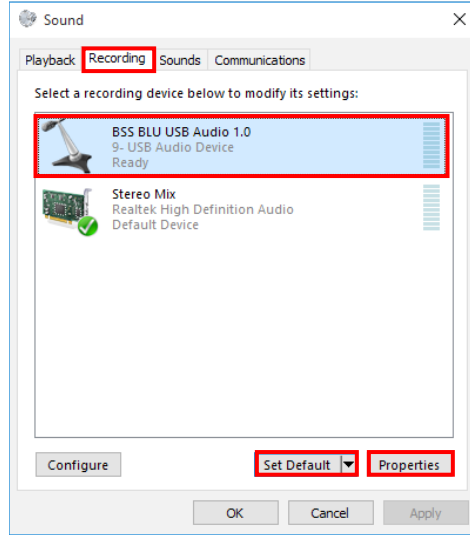 Sound
Playback Recording Sounds Communications
Select a recording device below to modify its settings:
BSS BLU USB Audio 1.0
9- USB Audio Device
Ready
Stereo Mix
Realtek High Definition Audio
Default Device
Configure Set Default Properties
OK Cancel Apply